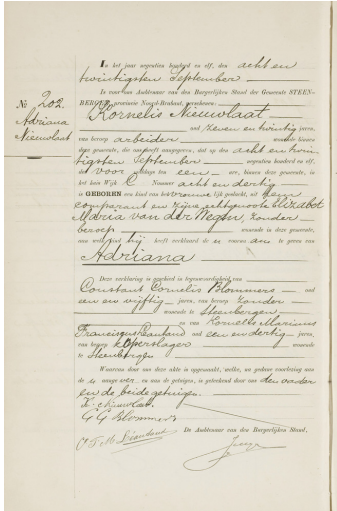 No 202.
Adriana
Nieuwlaat
In het jaar negentien honderd en elf, den acht en
twintigsten September
is voor ons Ambtenaar van den Burgerlijken Stand der Gemeente STEEN-
BERGEN, provincie Noord-Brabant, verschenen:
Kornelis Nieuwlaat
oud zeven en twintig jaren,
van beroep arbeider wonende binnen
deze gemeente, die ons heeft aangegeven, dat op den acht en twin
tigsten September negentien honderd en elf,
des voor middags ten een ure, binnen deze gemeente, in
het huis Wijk C Nommer acht en dertig
is GEBOREN een kind van het vrouwelijk geslacht, uit hem
comparant en zijne echtgenoote Elizabet
Maria van der Wegen, zonder
beroep wonende in deze gemeente,
aan welk kind hij heeft verklaard de voornaam te geven van
Adriana
Deze verklaring is geschied in tegenwoordigheid van
Constant Cornelis Blommers oud
een en vijftig jaren, van beroep zonder
wonende te Steenbergen
en van Kornelis Marinus
Franciscus oud een en dertig jaren,
van beroep koperslager wonende
te Steenbergen
Waarvan door ons deze akte is opgemaakt, welke, na gedane voorlezing aan
de aangever, en aan de getuigen, is geteekend door ons den vader
en de beide getuigen.
Nieuwlaat
Blommers
De Ambtenaar van den Burgerlijken Stand,